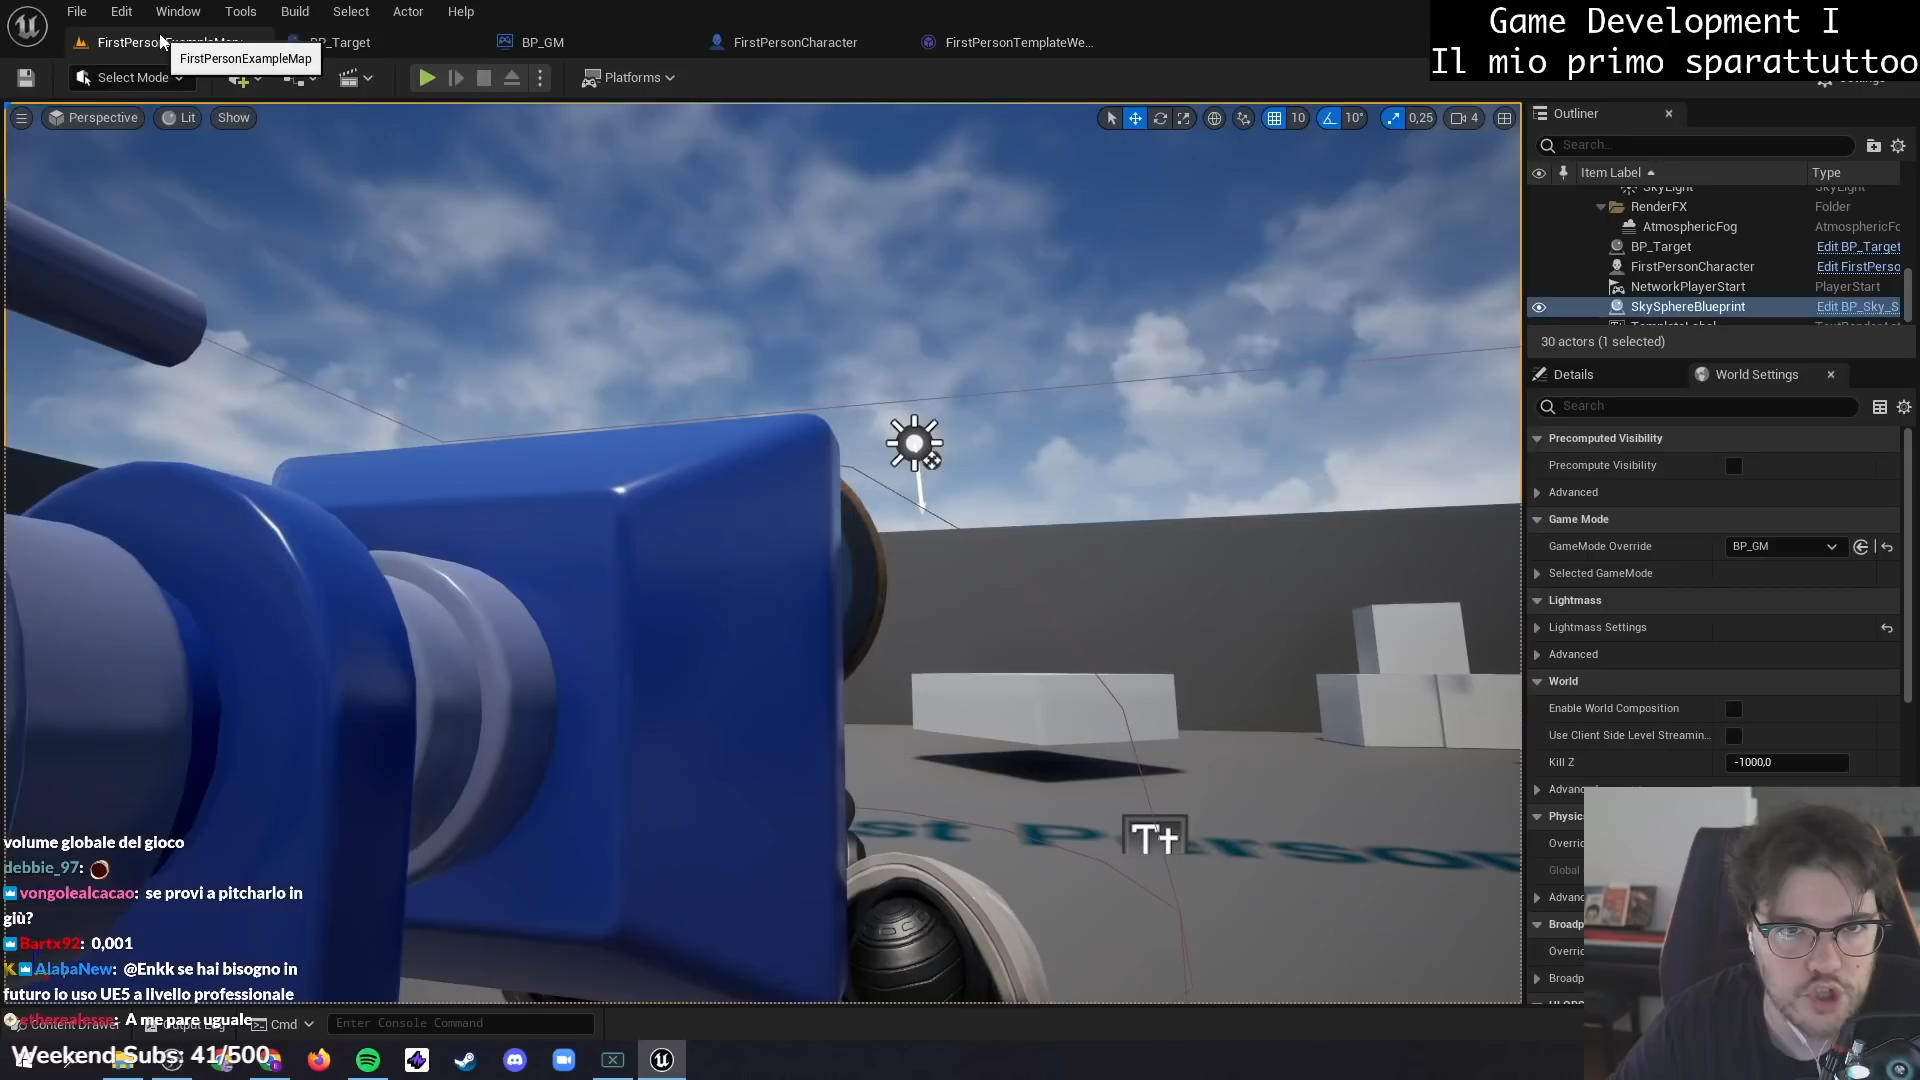 File Edit Window Tools Build Select Actor Help
Game Development I
Il mio primo sparattuttoo
FirstPersonExampleMap BP_Target BP_GM FirstPersonCharacter FirstPersonTemplateWe...
FirstPersonExampleMap
Select Mode Platforms
Perspective Lit Show 10 10° 0,25 4
Outliner
Search...
Item Label Type
SkyLight SkyLight
RenderFX Folder
AtmosphericFog AtmosphericFo
BP_Target Edit BP_Target
FirstPersonCharacter Edit FirstPerso
NetworkPlayerStart PlayerStart
SkySphereBlueprint Edit BP_Sky_S
30 actors (1 selected)
Details World Settings
Search
Precomputed Visibility
Precompute Visibility
Advanced
Game Mode
GameMode Override BP_GM
Selected GameMode
Lightmass
Lightmass Settings
Advanced
World
Enable World Composition
Use Client Side Level Streamin...
Kill Z -1000,0
Advanc
Physic
Overric
Global
Advanc
Broadp
Overric
Broadp
volume globale del gioco
debbie_97:
vongolealcacao: se provi a pitcharlo in
giù?
Bartx92: 0,001
AlabaNew: @Enkk se hai bisogno in
futuro io uso UE5 a livello professionale
etherealesse: A me pare uguale
Content Drawer Output Log Cmd Enter Console Command
Weekend Subs: 41/500